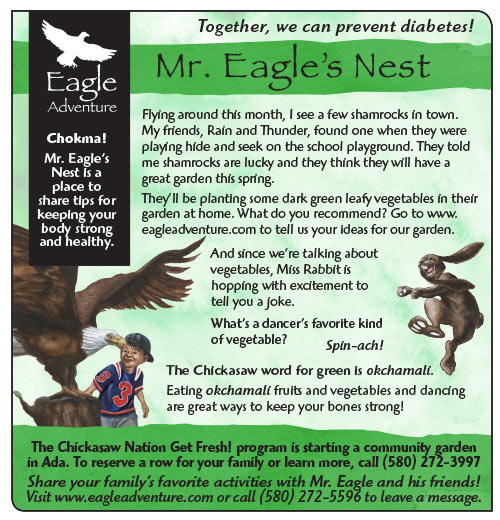 Together, we can prevent diabetes!
Eagle
Adventure
Mr. Eagle's Nest
Chokma!
Mr. Eagle's
Nest is a
place to
share tips for
keeping your
body strong
and healthy.
Flying around this month, I see a few shamrocks in town.
My friends, Rain and Thunder, found one when they were
playing hide and seek on the school playground. They told
me shamrocks are lucky and they think they will have a
great garden this spring.
They'll be planting some dark green leafy vegetables in their
garden at home. What do you recommend? Go to www.
eagleadventure.com to tell us your ideas for our garden.
And since we're talking about
vegetables, Miss Rabbit is
hopping with excitement to
tell you a joke.
What's a dancer's favorite kind
of vegetable?
Spin-ach!
The Chickasaw word for green is okchamali.
Eating okchamali fruits and vegetables and dancing
are great ways to keep your bones strong!
3
3
The Chickasaw Nation Get Fresh! program is starting a community garden
in Ada. To reserve a row for your family or learn more, call (580) 272-3997
Share your family's favorite activities with Mr. Eagle and his friends!
Visit www.eagleadventure.com or call (580) 272-5596 to leave a message.